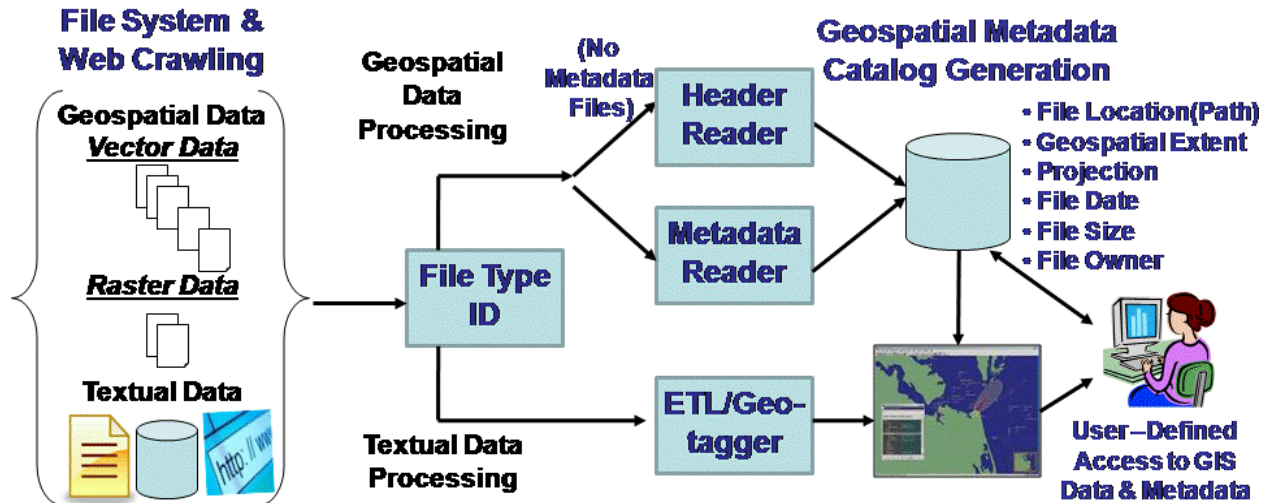 File System &
Web Crawling
Geospatial Data
Vector Data
Raster Data
Textual Data
http://www
Geospatial
Data
Processing
(No
Metadata
Files)
File Type
ID
Textual Data
Processing
Header
Reader
Metadata
Reader
ETL/Geo-
tagger
Geospatial Metadata
Catalog Generation
• File Location(Path)
• Geospatial Extent
• Projection
• File Date
• File Size
• File Owner
User–Defined
Access to GIS
Data & Metadata